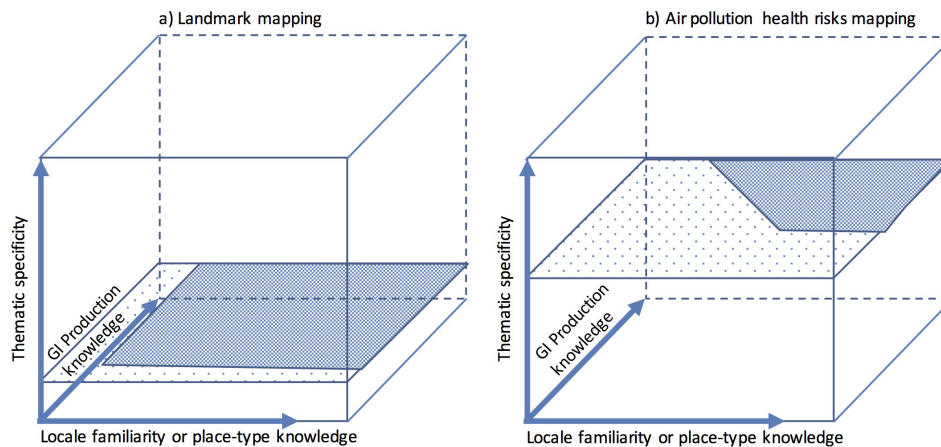 a) Landmark mapping
Thematic specificity
GI Production
knowledge
Locale familiarity or place-type knowledge
b) Air pollution health risks mapping
Thematic specificity
GI Production
knowledge
Locale familiarity or place-type knowledge